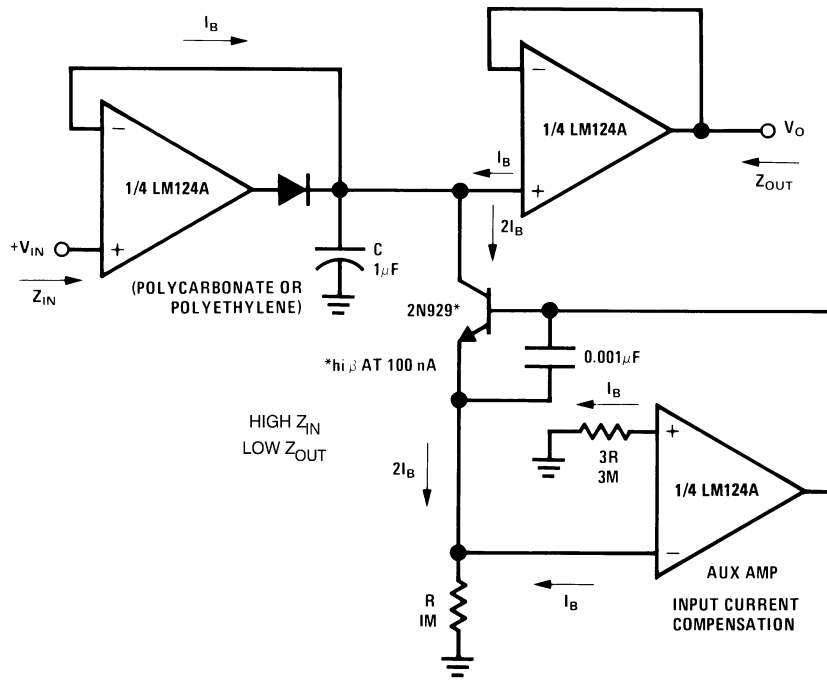 I_B
1/4 LM124A
+V_IN
Z_IN
C
1μF
(POLYCARBONATE OR
POLYETHYLENE)
1/4 LM124A
V_O
Z_OUT
I_B
2I_B
2N929*
*hi β AT 100 nA
0.001μF
HIGH Z_IN
LOW Z_OUT
2I_B
I_B
3R
3M
1/4 LM124A
AUX AMP
INPUT CURRENT
COMPENSATION
I_B
R
1M
−
+
−
+
+
−